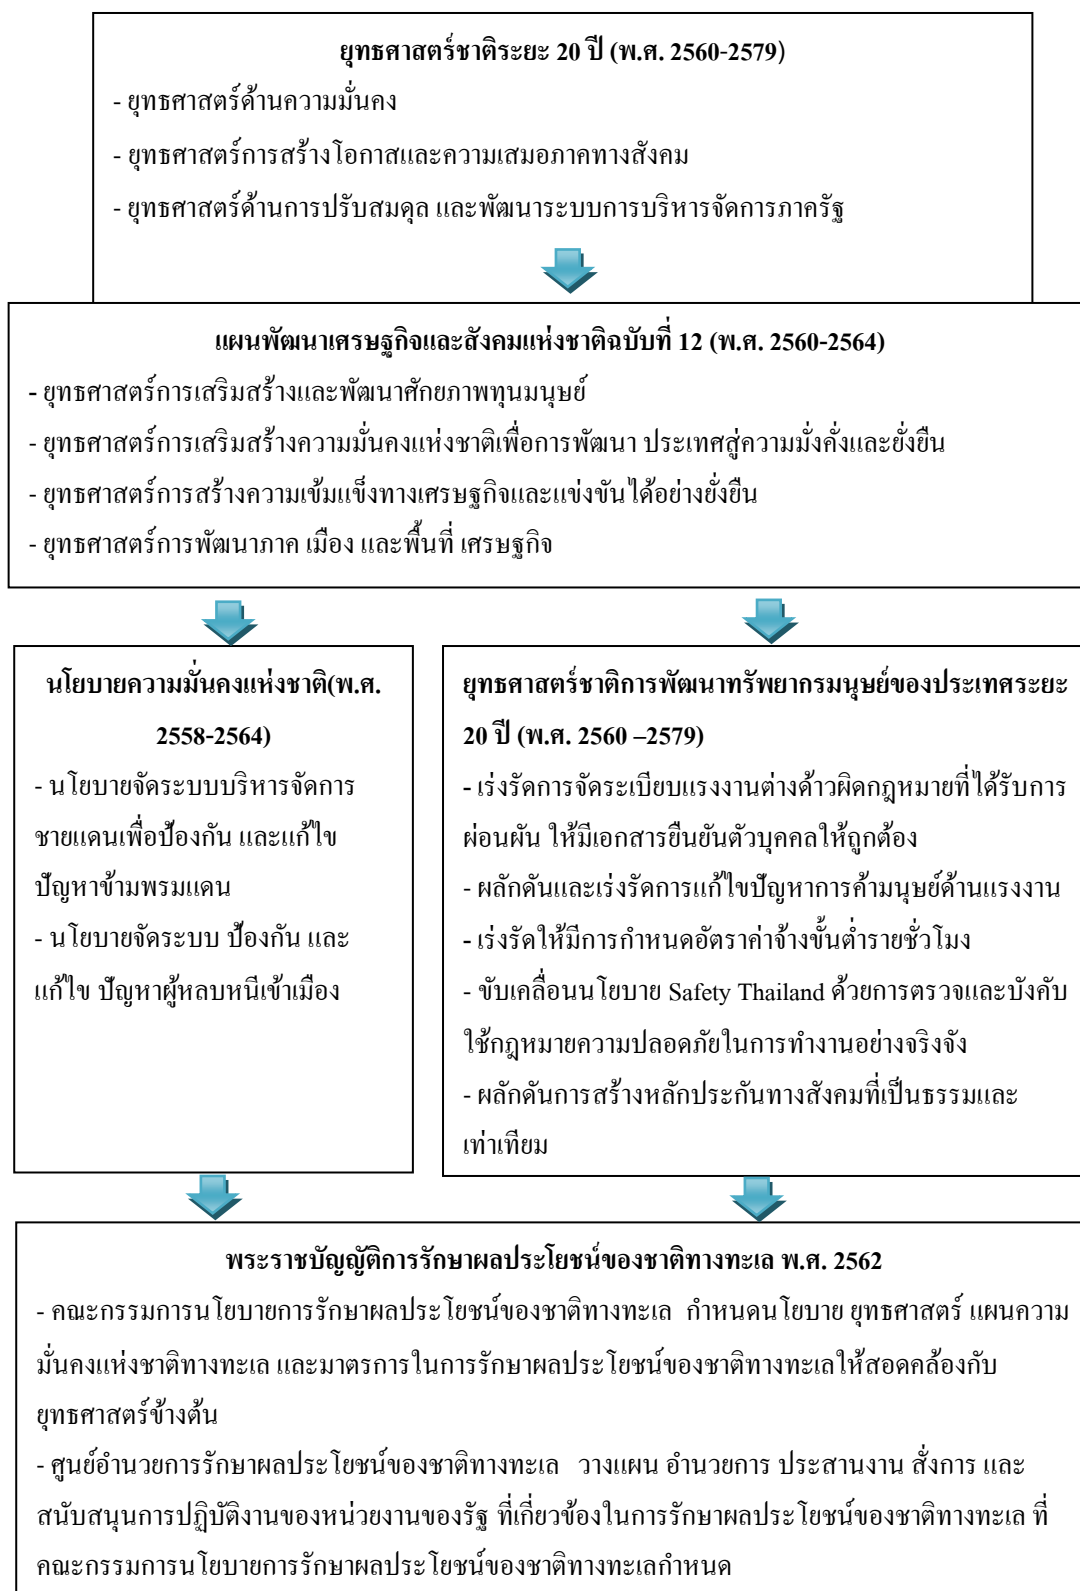 ยุทธศาสตร์ชาติระยะ 20 ปี (พ.ศ. 2560-2579)
- ยุทธศาสตร์ด้านความมั่นคง
- ยุทธศาสตร์การสร้างโอกาสและความเสมอภาคทางสังคม
- ยุทธศาสตร์ด้านการปรับสมดุล และพัฒนาระบบการบริหารจัดการภาครัฐ
แผนพัฒนาเศรษฐกิจและสังคมแห่งชาติฉบับที่ 12 (พ.ศ. 2560-2564)
- ยุทธศาสตร์การเสริมสร้างและพัฒนาศักยภาพทุนมนุษย์
- ยุทธศาสตร์การเสริมสร้างความมั่นคงแห่งชาติเพื่อการพัฒนา ประเทศสู่ความมั่งคั่งและยั่งยืน
- ยุทธศาสตร์การสร้างความเข้มแข็งทางเศรษฐกิจและแข่งขันได้อย่างยั่งยืน
- ยุทธศาสตร์การพัฒนาภาค เมือง และพื้นที่ เศรษฐกิจ
นโยบายความมั่นคงแห่งชาติ(พ.ศ.
2558-2564)
- นโยบายจัดระบบบริหารจัดการ
ชายแดนเพื่อป้องกัน และแก้ไข
ปัญหาข้ามพรมแดน
- นโยบายจัดระบบ ป้องกัน และ
แก้ไข ปัญหาผู้หลบหนีเข้าเมือง
ยุทธศาสตร์ชาติการพัฒนาทรัพยากรมนุษย์ของประเทศระยะ
20 ปี (พ.ศ. 2560 –2579)
- เร่งรัดการจัดระเบียบแรงงานต่างด้าวผิดกฎหมายที่ได้รับการ
ผ่อนผัน ให้มีเอกสารยืนยันตัวบุคคลให้ถูกต้อง
- ผลักดันและเร่งรัดการแก้ไขปัญหาการค้ามนุษย์ด้านแรงงาน
- เร่งรัดให้มีการกำหนดอัตราค่าจ้างขั้นต่ำรายชั่วโมง
- ขับเคลื่อนนโยบาย Safety Thailand ด้วยการตรวจและบังคับ
ใช้กฎหมายความปลอดภัยในการทำงานอย่างจริงจัง
- ผลักดันการสร้างหลักประกันทางสังคมที่เป็นธรรมและ
เท่าเทียม
พระราชบัญญัติการรักษาผลประโยชน์ของชาติทางทะเล พ.ศ. 2562
- คณะกรรมการนโยบายการรักษาผลประโยชน์ของชาติทางทะเล กำหนดนโยบาย ยุทธศาสตร์ แผนความ
มั่นคงแห่งชาติทางทะเล และมาตรการในการรักษาผลประโยชน์ของชาติทางทะเลให้สอดคล้องกับ
ยุทธศาสตร์ข้างต้น
- ศูนย์อำนวยการรักษาผลประโยชน์ของชาติทางทะเล วางแผน อำนวยการ ประสานงาน สั่งการ และ
สนับสนุนการปฏิบัติงานของหน่วยงานของรัฐ ที่เกี่ยวข้องในการรักษาผลประโยชน์ของชาติทางทะเล ที่
คณะกรรมการนโยบายการรักษาผลประโยชน์ของชาติทางทะเลกำหนด